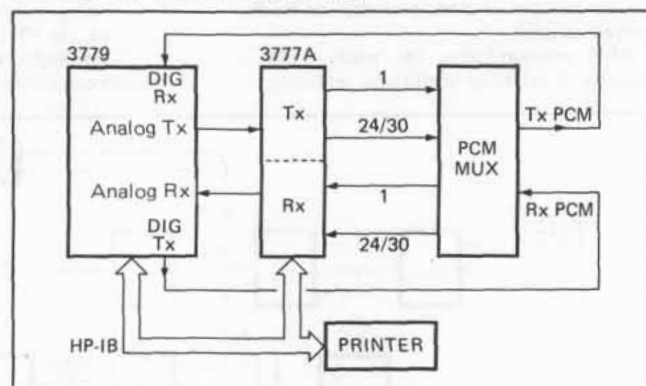 3779
3777A
DIG
Rx
Analog Tx
Analog Rx
DIG
Tx
Tx
Rx
1
24/30
1
24/30
PCM
MUX
Tx PCM
Rx PCM
HP-IB
PRINTER